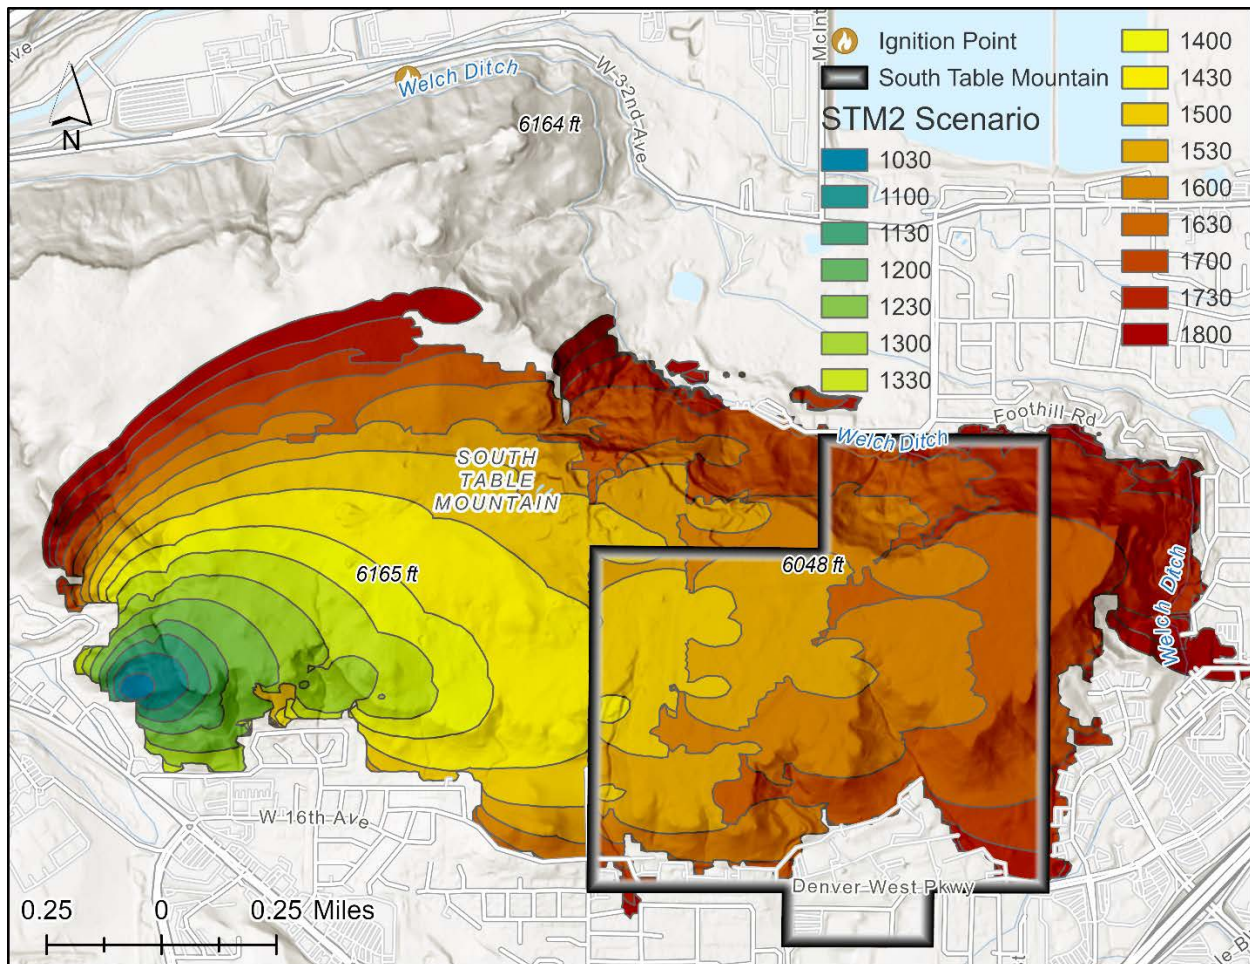 Ave
N
Welch Ditch
W 32nd Ave
6164 ft
McInt
Ignition Point
South Table Mountain
STM2 Scenario
1030
1100
1130
1200
1230
1300
1330
1400
1430
1500
1530
1600
1630
1700
1730
1800
Foothill Rd
Welch Ditch
SOUTH
TABLE
MOUNTAIN
6165 ft
6048 ft
Welch Ditch
W 16th Ave
Denver West Pkwy
0.25 0 0.25 Miles